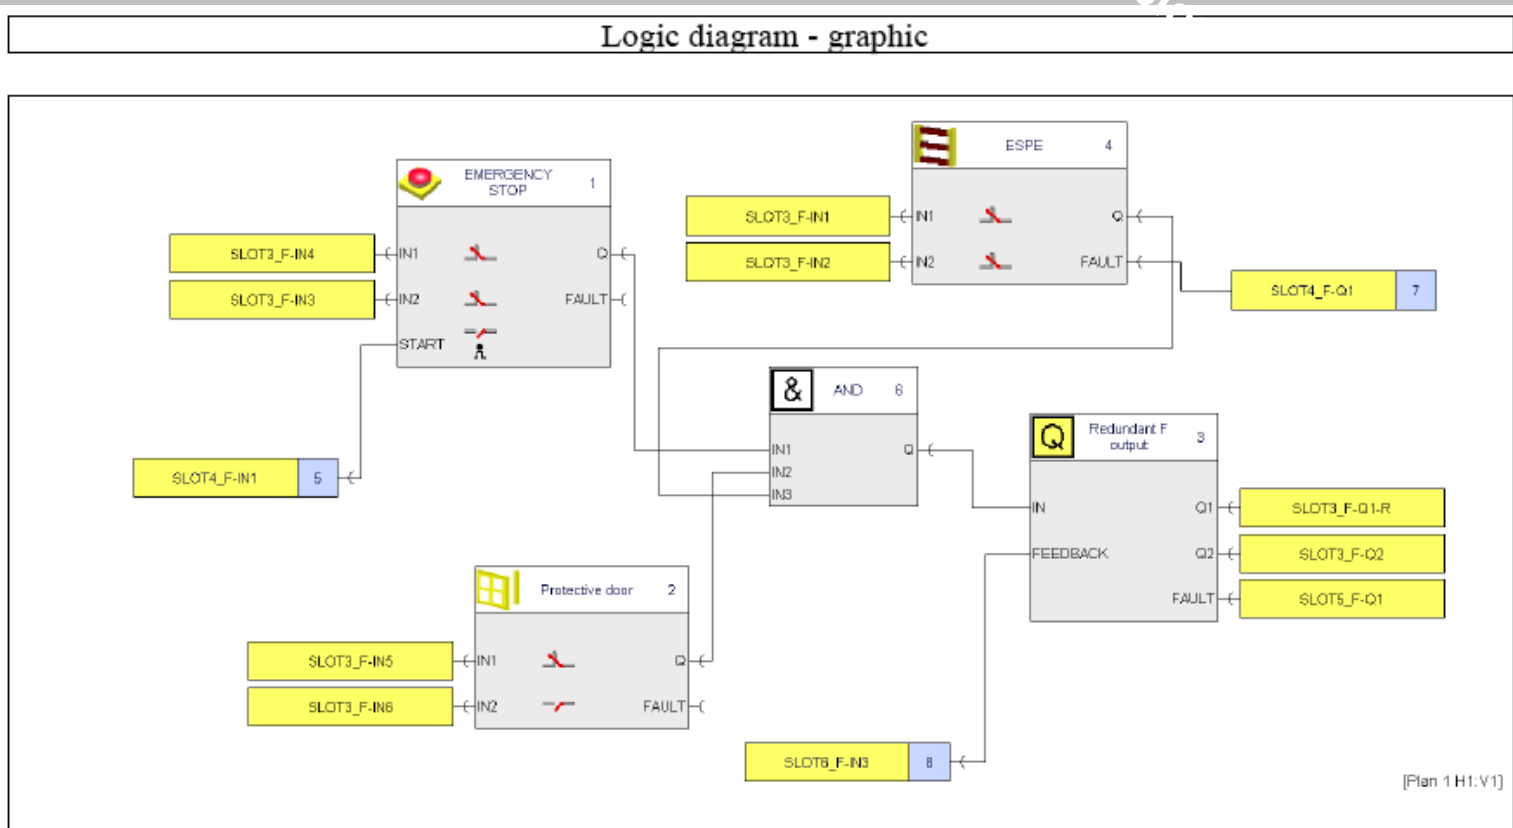 Logic diagram - graphic
ESPE 4
EMERGENCY
STOP 1
SLOT3_F-IN1 IN1 Q
SLOT3_F-IN4 IN1 Q
SLOT3_F-IN2 IN2 FAULT
SLOT3_F-IN3 IN2 FAULT
SLOT4_F-Q1 7
START
& AND 6
Q Redundant F
output 3
IN1 Q
IN2
IN3
SLOT4_F-IN1 5
IN Q1 SLOT3_F-Q1-R
FEEDBACK Q2 SLOT3_F-Q2
Protective door 2
FAULT SLOT5_F-Q1
SLOT3_F-IN5 IN1 Q
SLOT3_F-IN6 IN2 FAULT
SLOT6_F-IN3 8
[Plan 1 H1:V1]